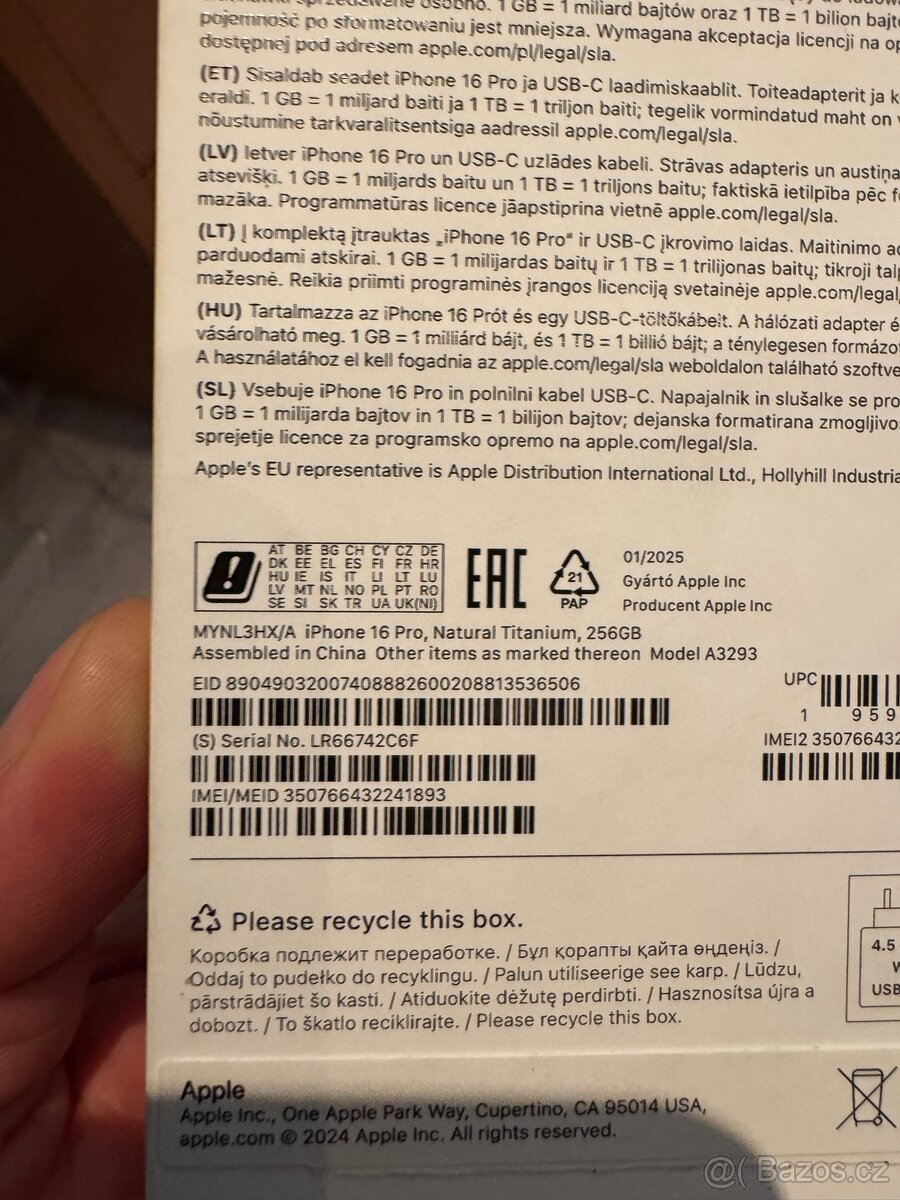 1 GB = 1 miliard bajtów oraz 1 TB = 1 bilion
pojemność po sformatowaniu jest mniejsza. Wymagana akceptacja licencji na
dostępnej pod adresem apple.com/pl/legal/sla.
(ET) Sisaldab seadet iPhone 16 Pro ja USB-C laadimiskaablit. Toiteadapterit ja
eraldi. 1 GB = 1 miljard baiti ja 1 TB = 1 triljon baiti; tegelik vormindatud maht on
nõustumine tarkvaralitsentsiga aadressil apple.com/legal/sla.
(LV) Ietver iPhone 16 Pro un USB-C uzlādes kabeli. Strāvas adapteris un
atsevišķi. 1 GB = 1 miljards baitu un 1 TB = 1 triljons baitu; faktiskā ietilpība pēc
mazāka. Programmatūras licence jāapstiprina vietnē apple.com/legal/sla.
(LT) Į komplektą įtrauktas „iPhone 16 Pro“ ir USB-C įkrovimo laidas. Maitinimo
parduodami atskirai. 1 GB = 1 milijardas baitų ir 1 TB = 1 trilijonas baitų; tikroji
mažesnė. Reikia priimti programinės įrangos licenciją svetainėje apple.com/legal/
(HU) Tartalmazza az iPhone 16 Prót és egy USB-C-töltőkábelt. A hálózati adapter
vásárolható meg. 1 GB = 1 milliárd bájt, és 1 TB = 1 billió bájt; a ténylegesen
A használatához el kell fogadnia az apple.com/legal/sla weboldalon található
(SL) Vsebuje iPhone 16 Pro in polnilni kabel USB-C. Napajalnik in slušalke se
1 GB = 1 milijarda bajtov in 1 TB = 1 bilijon bajtov; dejanska formatirana
sprejetje licence za programsko opremo na apple.com/legal/sla.
Apple's EU representative is Apple Distribution International Ltd., Hollyhill
AT BE BG CH CY CZ DE
DK EE EL ES FI FR HR
HU IE IS IT LI LT LU
LV MT NL NO PL PT RO
SE SI SK TR UA UK(NI)
EAC
21
PAP
01/2025
Gyártó Apple Inc
Producent Apple Inc
MYNL3HX/A iPhone 16 Pro, Natural Titanium, 256GB
Assembled in China Other items as marked thereon Model A3293
EID 89049032007408882600208813536506
UPC
1 959
(S) Serial No. LR66742C6F
IMEI2 350766432
IMEI/MEID 350766432241893
Please recycle this box.
Коробка подлежит переработке. / Бұл қорапты қайта өңдеңіз. /
Oddaj to pudełko do recyklingu. / Palun utiliseerige see karp. / Lūdzu,
pārstrādājiet šo kasti. / Atiduokite dėžutę perdirbti. / Hasznosítsa újra a
dobozt. / To škatlo reciklirajte. / Please recycle this box.
4.5
W
USB
Apple
Apple Inc., One Apple Park Way, Cupertino, CA 95014 USA,
apple.com © 2024 Apple Inc. All rights reserved.
Bazos.cz